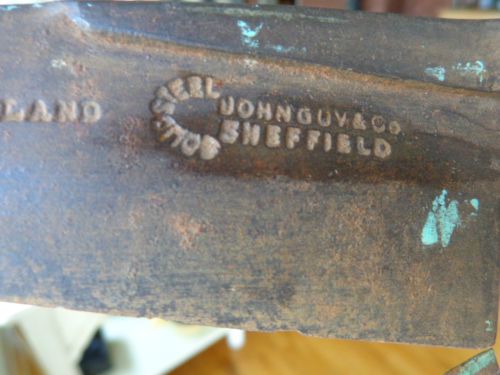 LAND
SOLID STEEL
JOHN GUY & Co
SHEFFIELD